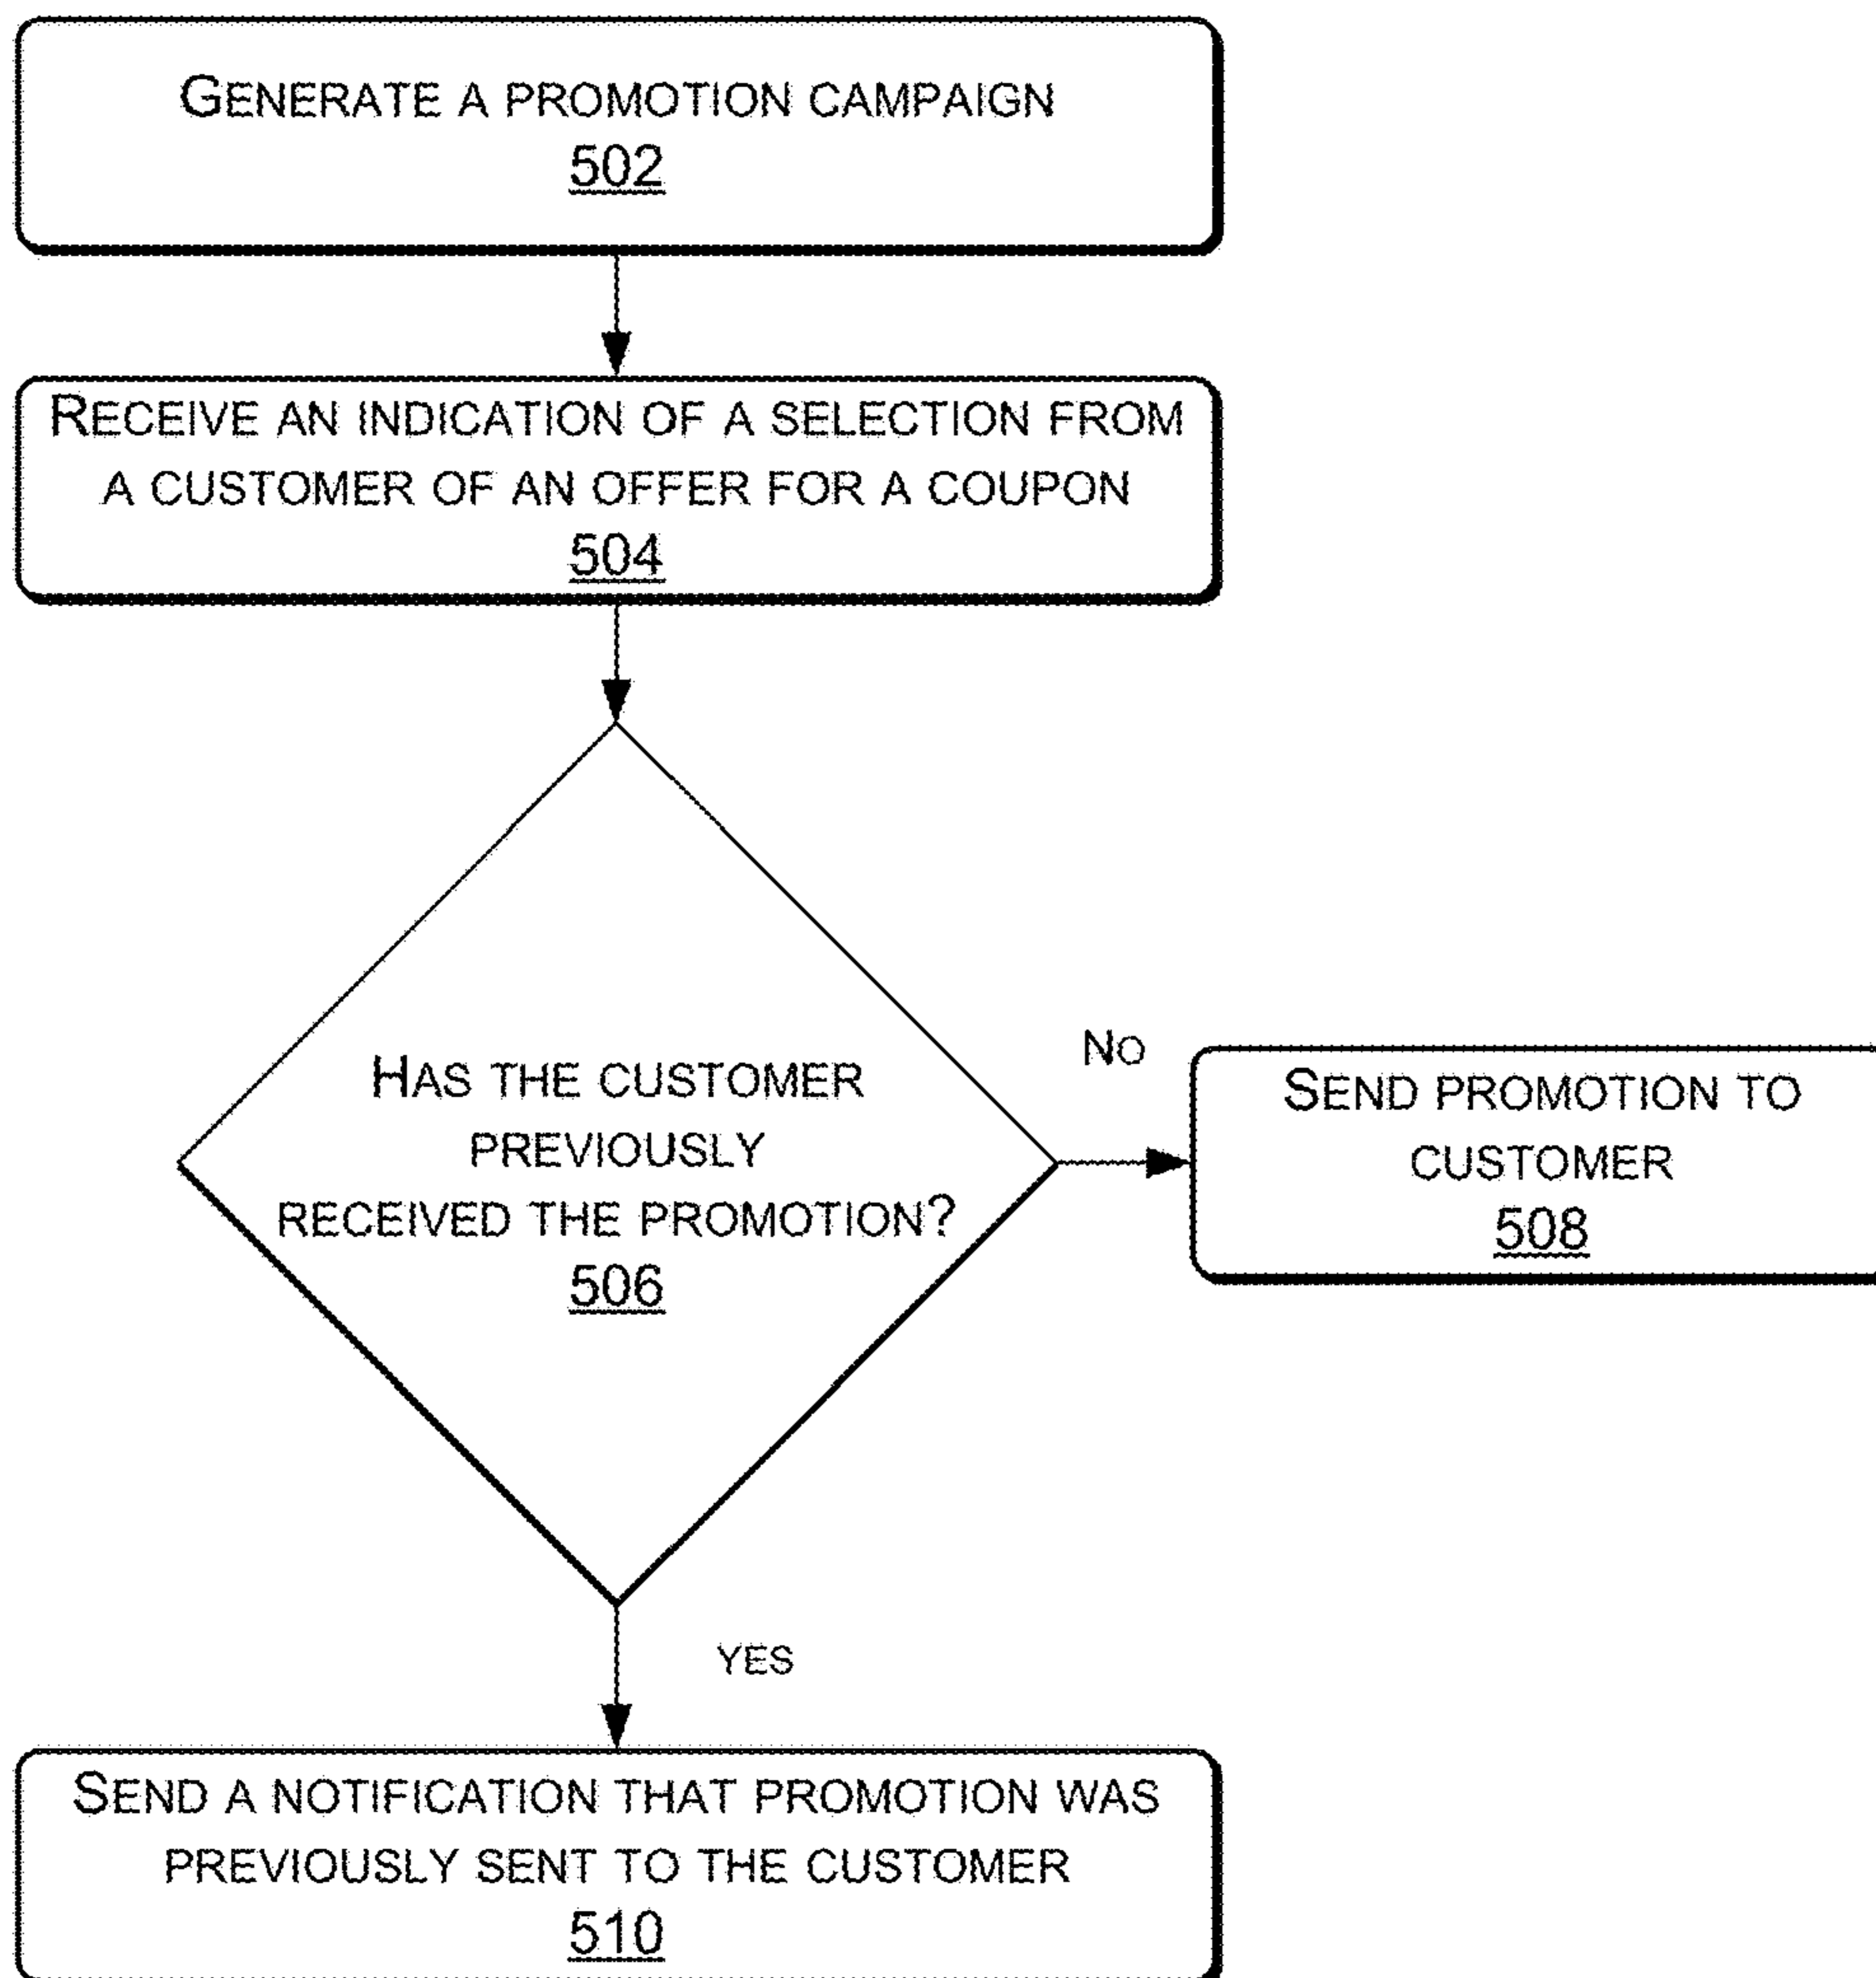 GENERATE A PROMOTION CAMPAIGN
502
RECEIVE AN INDICATION OF A SELECTION FROM
A CUSTOMER OF AN OFFER FOR A COUPON
504
HAS THE CUSTOMER
PREVIOUSLY
RECEIVED THE PROMOTION?
506
NO
SEND PROMOTION TO
CUSTOMER
508
YES
SEND A NOTIFICATION THAT PROMOTION WAS
PREVIOUSLY SENT TO THE CUSTOMER
510